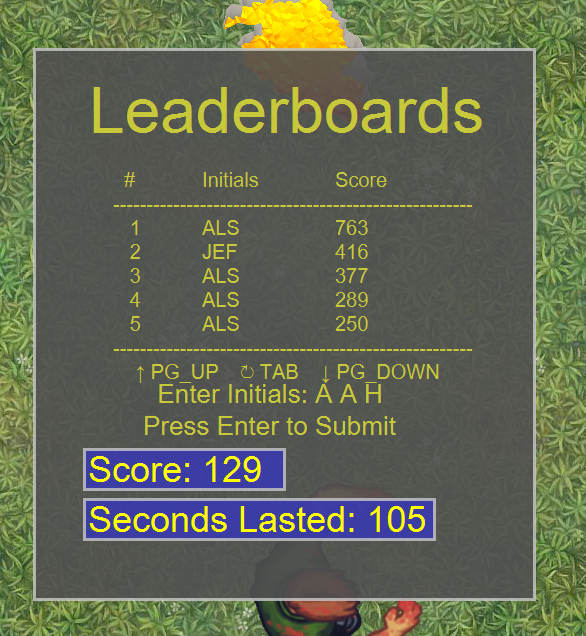 Leaderboards
# Initials Score
------------------------------------------------------
1 ALS 763
2 JEF 416
3 ALS 377
4 ALS 289
5 ALS 250
------------------------------------------------------
↑ PG_UP ↻ TAB ↓ PG_DOWN
Enter Initials: A A H
Press Enter to Submit
Score: 129
Seconds Lasted: 105